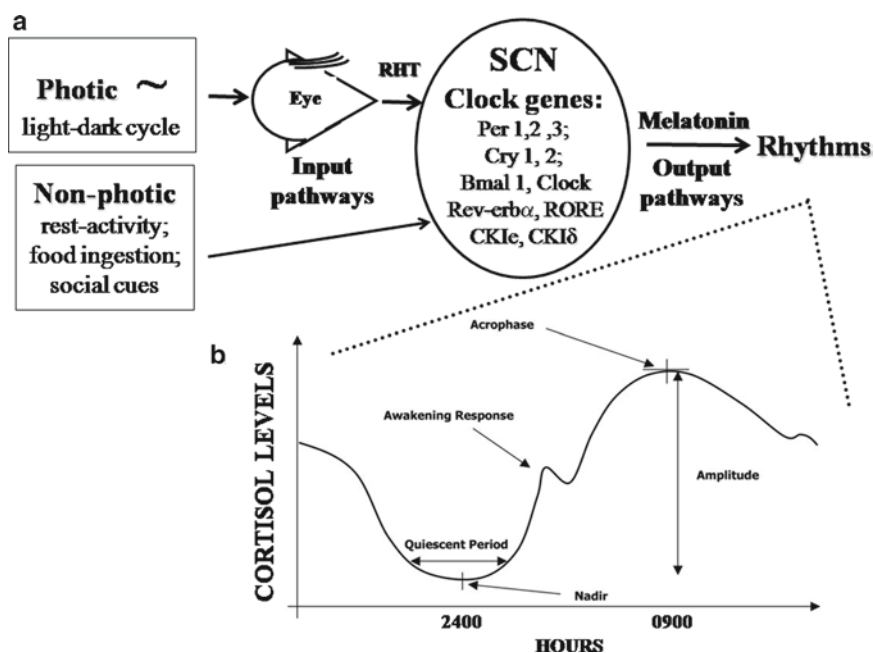 a
Photic ~
light-dark cycle
Non-photic
rest-activity;
food ingestion;
social cues
Eye
Input
pathways
RHT
SCN
Clock genes:
Per 1,2 ,3;
Cry 1, 2;
Bmal 1, Clock
Rev-erbα, RORE
CKIe, CKIδ
Melatonin
Output
pathways
Rhythms
b
CORTISOL LEVELS
Acrophase
Awakening Response
Amplitude
Quiescent Period
Nadir
2400
0900
HOURS